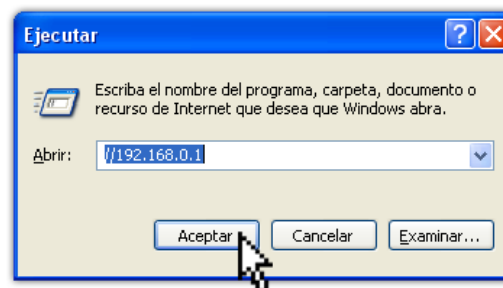 Ejecutar
Escriba el nombre del programa, carpeta, documento o
recurso de Internet que desea que Windows abra.
Abrir: //192.168.0.1
Aceptar Cancelar Examinar...